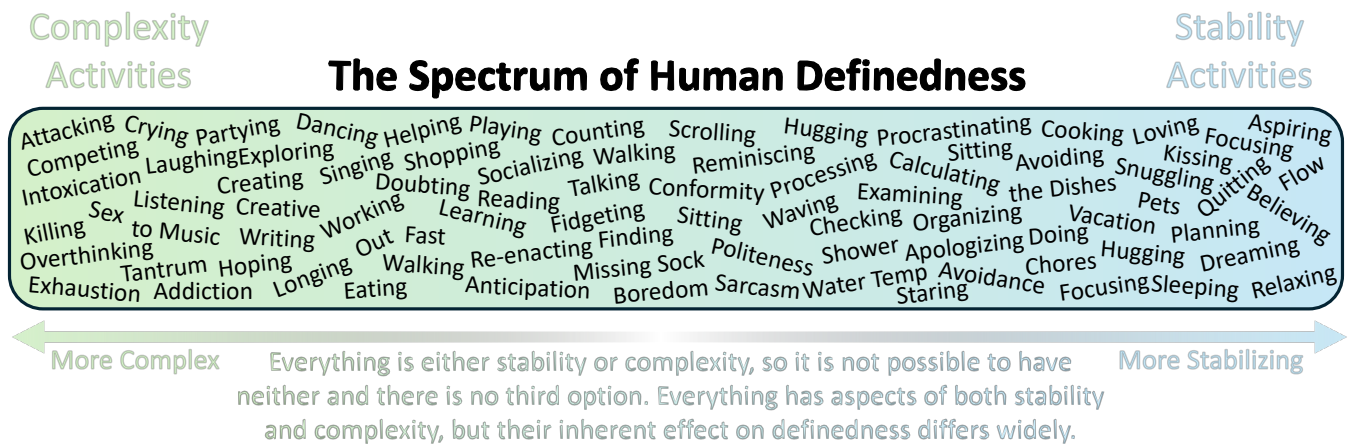 Complexity
Activities
Stability
Activities
The Spectrum of Human Definedness
Attacking Crying Partying Dancing Helping Playing Counting Scrolling Hugging Procrastinating Cooking Loving Focusing Aspiring
Competing Laughing Exploring Singing Shopping Socializing Walking Reminiscing Processing Calculating Sitting Avoiding Snuggling Kissing Quitting Flow
Intoxication Creating Doubting Reading Talking Conformity Examining the Dishes Pets Believing
Killing Sex Listening to Music Creative Writing Working Out Fast Walking Learning Fidgeting Sitting Waving Checking Organizing Vacation Planning
Overthinking Tantrum Hoping Longing Re-enacting Finding Missing Sock Politeness Shower Water Temp Apologizing Doing Chores Hugging Dreaming
Exhaustion Addiction Eating Anticipation Boredom Sarcasm Staring Avoidance Focusing Sleeping Relaxing
More Complex
More Stabilizing
Everything is either stability or complexity, so it is not possible to have
neither and there is no third option. Everything has aspects of both stability
and complexity, but their inherent effect on definedness differs widely.